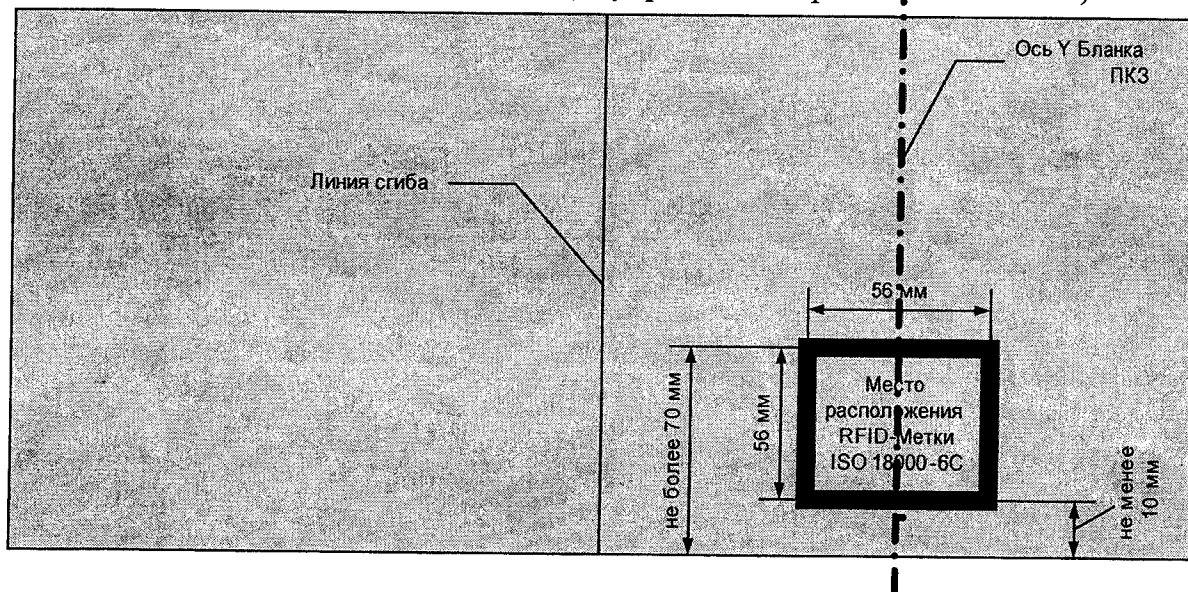 Ось Y Бланка
ПКЗ
Линия сгиба
56 мм
не более 70 мм
56 мм
Место
расположения
RFID-Метки
ISO 18000-6C
не менее
10 мм